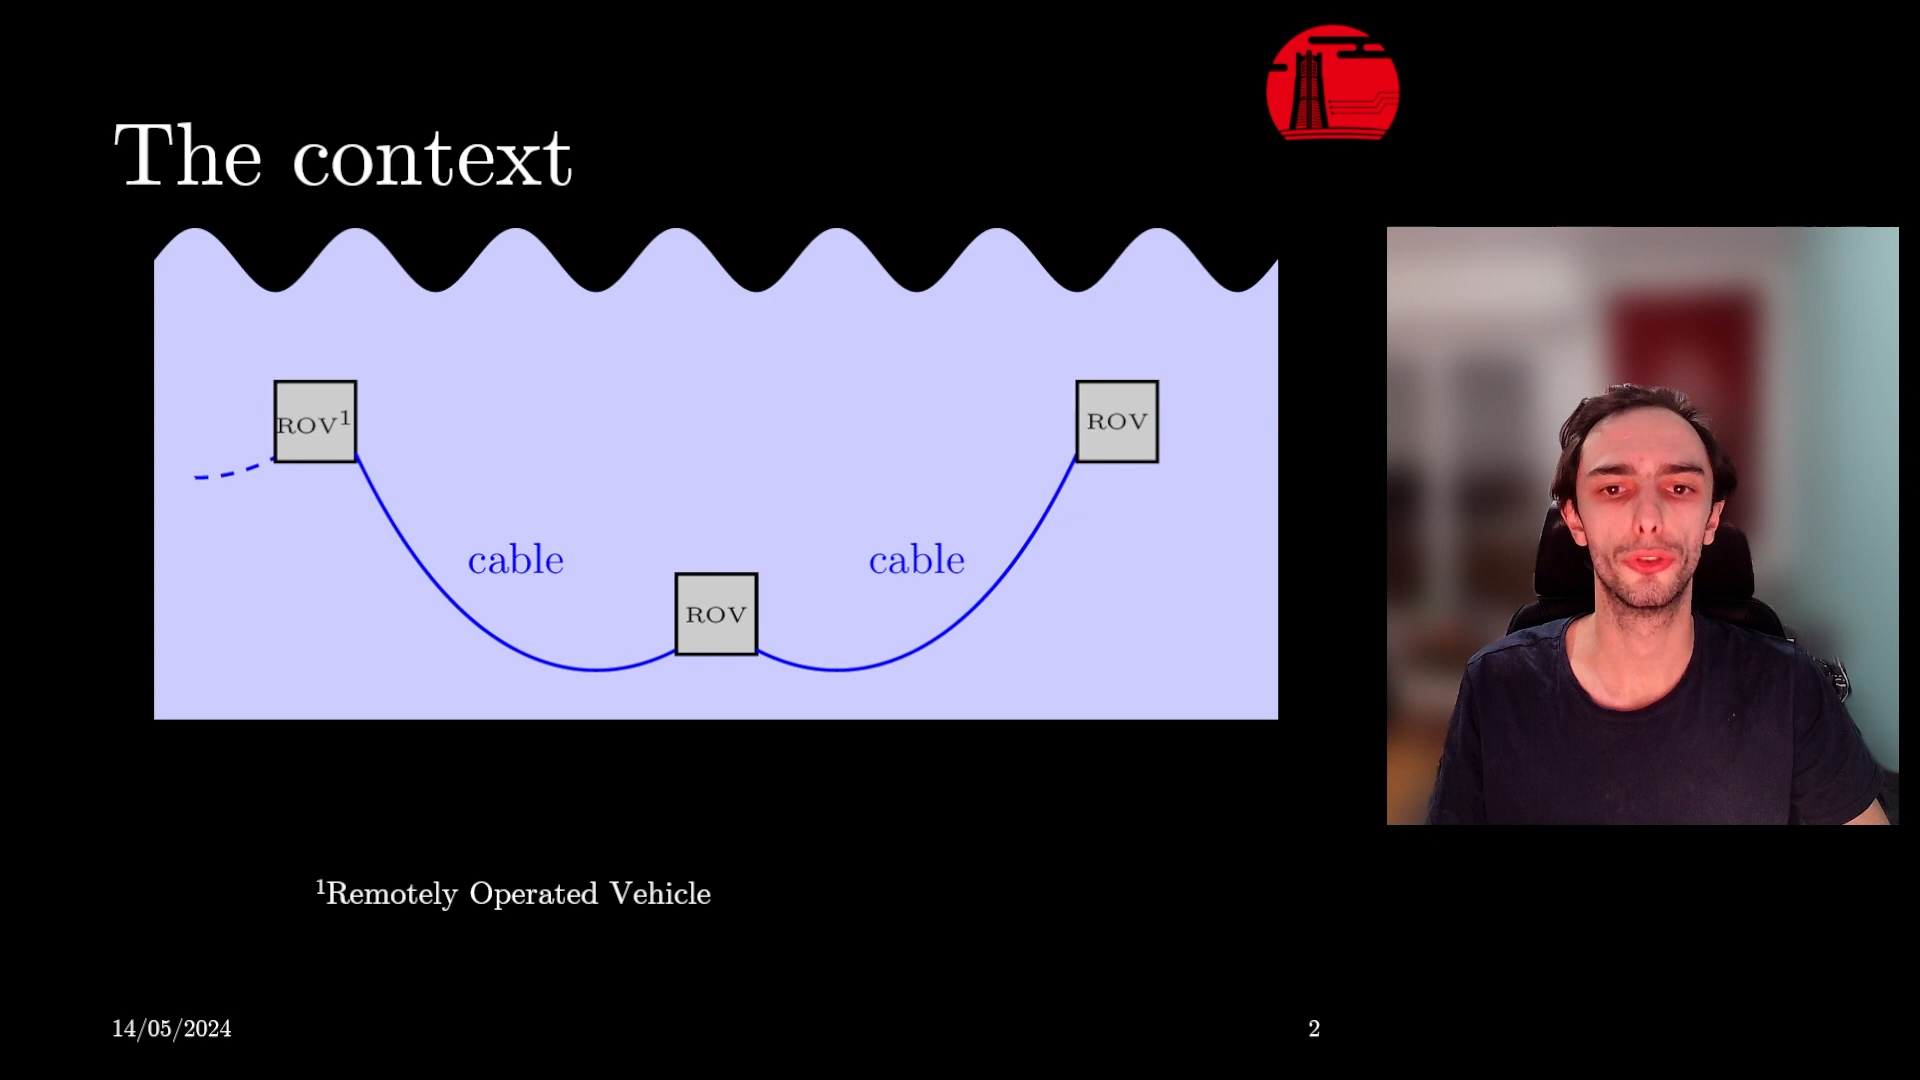 The context
ROV¹
ROV
cable
cable
ROV
¹Remotely Operated Vehicle
14/05/2024
2